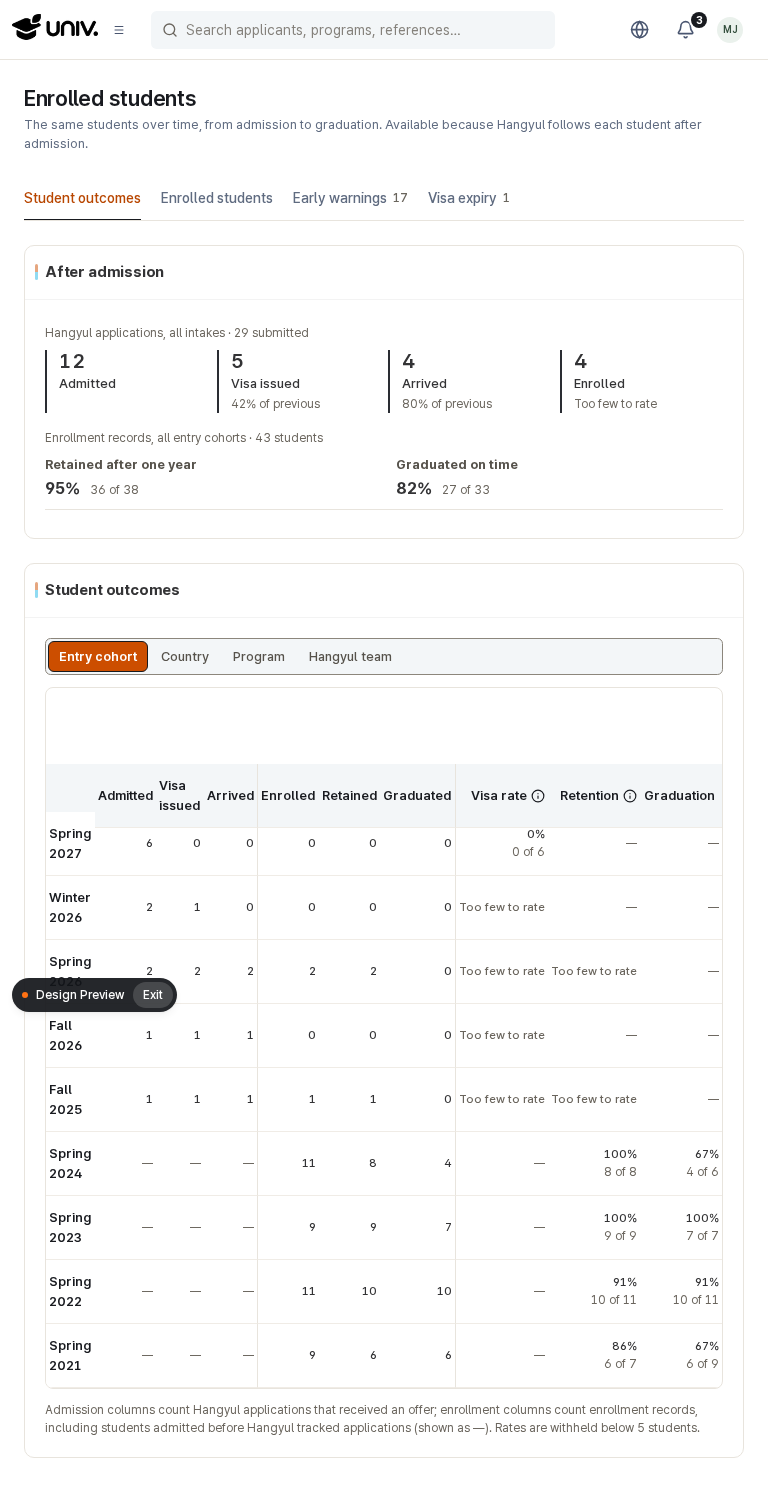 UNIV.
Search applicants, programs, references...
3
MJ
Enrolled students
The same students over time, from admission to graduation. Available because Hangyul follows each student after
admission.
Student outcomes Enrolled students Early warnings 17 Visa expiry 1
After admission
Hangyul applications, all intakes · 29 submitted
12 5 4 4
Admitted Visa issued Arrived Enrolled
42% of previous 80% of previous Too few to rate
Enrollment records, all entry cohorts · 43 students
Retained after one year Graduated on time
95% 36 of 38 82% 27 of 33
Student outcomes
Entry cohort Country Program Hangyul team
Admitted Visa issued Arrived Enrolled Retained Graduated Visa rate Retention Graduation
Spring 2027 6 0 0 0 0 0 0% 0 of 6 — —
Winter 2026 2 1 0 0 0 0 Too few to rate — —
Spring 2026 2 2 2 2 2 0 Too few to rate Too few to rate —
Design Preview Exit
Fall 2026 1 1 1 0 0 0 Too few to rate — —
Fall 2025 1 1 1 1 1 0 Too few to rate Too few to rate —
Spring 2024 — — — 11 8 4 — 100% 8 of 8 67% 4 of 6
Spring 2023 — — — 9 9 7 — 100% 9 of 9 100% 7 of 7
Spring 2022 — — — 11 10 10 — 91% 10 of 11 91% 10 of 11
Spring 2021 — — — 9 6 6 — 86% 6 of 7 67% 6 of 9
Admission columns count Hangyul applications that received an offer; enrollment columns count enrollment records,
including students admitted before Hangyul tracked applications (shown as —). Rates are withheld below 5 students.